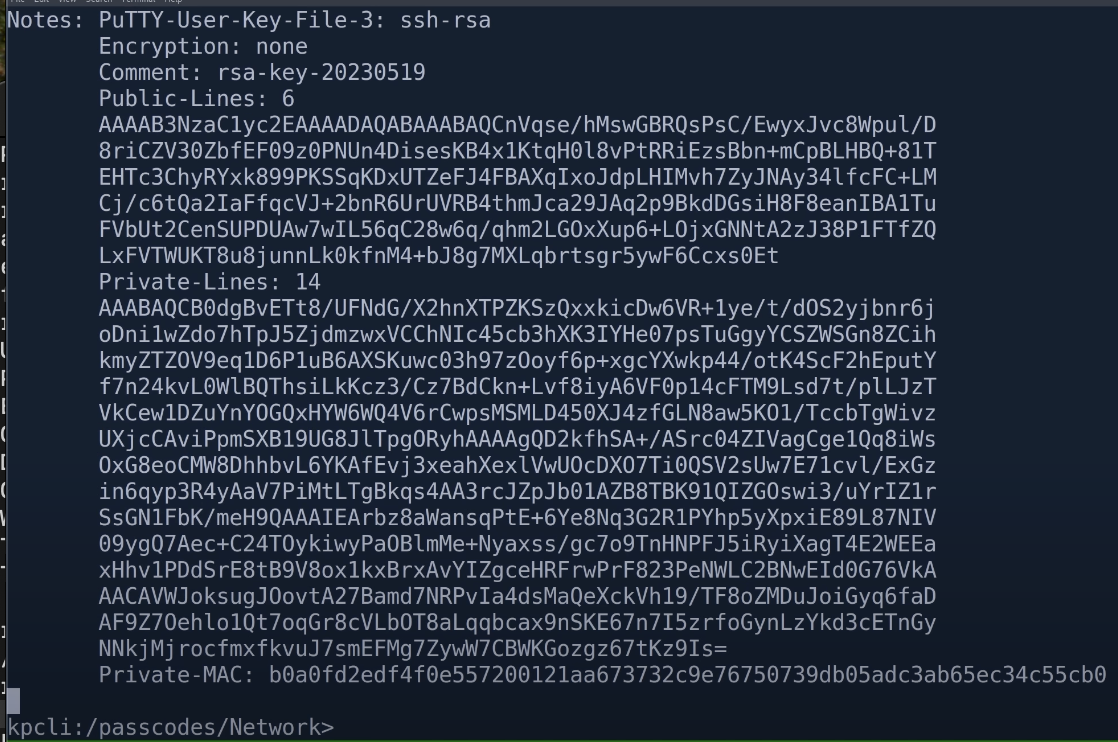 Notes: PuTTY-User-Key-File-3: ssh-rsa
Encryption: none
Comment: rsa-key-20230519
Public-Lines: 6
AAAAB3NzaC1yc2EAAAADAQABAAABAQCnVqse/hMswGBRQsPsC/EwyxJvc8Wpul/D
8riCZV30ZbfEF09z0PNUn4DisesKB4x1KtqH0l8vPtRRiEzsBbn+mCpBLHBQ+81T
EHTc3ChyRYxk899PKSSqKDxUTZeFJ4FBAXqIxoJdpLHIMvh7ZyJNAy34lfcFC+LM
Cj/c6tQa2IaFfqcVJ+2bnR6UrUVRB4thmJca29JAq2p9BkdDGsiH8F8eanIBA1Tu
FVbUt2CenSUPDUAw7wIL56qC28w6q/qhm2LGOxXup6+LOjxGNNtA2zJ38P1FTfZQ
LxFVTWUKT8u8junnLk0kfnM4+bJ8g7MXLqbrtsgr5ywF6Ccxs0Et
Private-Lines: 14
AAABAQCB0dgBvETt8/UFNdG/X2hnXTPZKSzQxxkicDw6VR+1ye/t/dOS2yjbnr6j
oDni1wZdo7hTpJ5ZjdmzwxVCChNIc45cb3hXK3IYHe07psTuGgyYCSZWSGn8ZCih
kmyZTZOV9eq1D6P1uB6AXSKuwc03h97zOoyf6p+xgcYXwkp44/otK4ScF2hEputY
f7n24kvL0WlBQThsiLkKcz3/Cz7BdCkn+Lvf8iyA6VF0p14cFTM9Lsd7t/plLJzT
VkCew1DZuYnYOGQxHYW6WQ4V6rCwpsMSMLD450XJ4zfGLN8aw5KO1/TccbTgWivz
UXjcCAviPpmSXB19UG8JlTpgORyhAAAAgQD2kfhSA+/ASrc04ZIVagCge1Qq8iWs
OxG8eoCMW8DhhbvL6YKAfEvj3xeahXexlVwUOcDXO7Ti0QSV2sUw7E71cvl/ExGz
in6qyp3R4yAaV7PiMtLTgBkqs4AA3rcJZpJb01AZB8TBK91QIZGOswi3/uYrIZ1r
SsGN1FbK/meH9QAAAIEArbz8aWansqPtE+6Ye8Nq3G2R1PYhp5yXpxiE89L87NIV
09ygQ7Aec+C24TOykiwyPaOBlmMe+Nyaxss/gc7o9TnHNPFJ5iRyiXagT4E2WEEa
xHhv1PDdSrE8tB9V8ox1kxBrxAvYIZgceHRFrwPrF823PeNWLC2BNwEId0G76VkA
AACAVWJoksugJOovtA27Bamd7NRPvIa4dsMaQeXckVh19/TF8oZMDuJoiGyq6faD
AF9Z7Oehlo1Qt7oqGr8cVLbOT8aLqqbcax9nSKE67n7I5zrfoGynLzYkd3cETnGy
NNkjMjrocfmxfkvuJ7smEFMg7ZywW7CBWKGozgz67tKz9Is=
Private-MAC: b0a0fd2edf4f0e557200121aa673732c9e76750739db05adc3ab65ec34c55cb0
kpcli:/passcodes/Network>